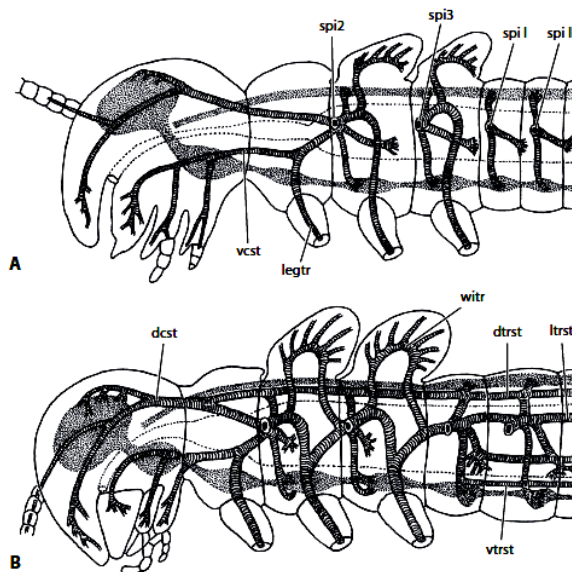 spi2
spi3
spi l
spi l
vcst
legtr
A
witr
dcst
dtrst
ltrst
vtrst
B